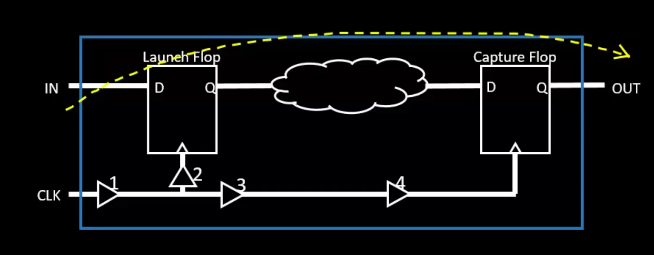 Launch Flop
Capture Flop
IN
D
Q
D
Q
OUT
2
1
3
4
CLK